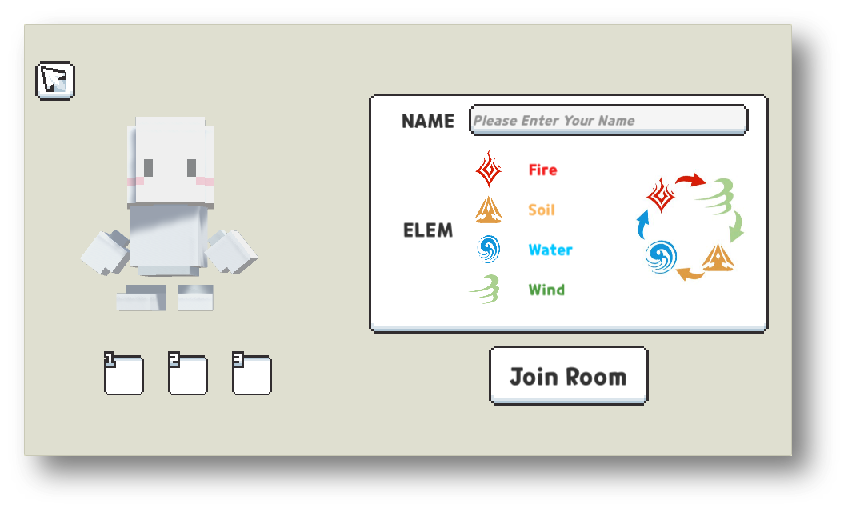 NAME
Please Enter Your Name
ELEM
Fire
Soil
Water
Wind
1
2
3
Join Room